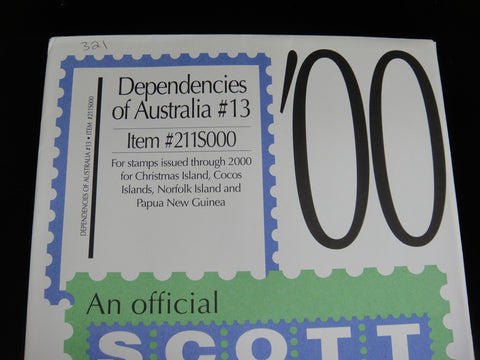 321
Dependencies
of Australia #13
Item #211S000
For stamps issued through 2000
for Christmas Island, Cocos
Islands, Norfolk Island and
Papua New Guinea
DEPENDENCIES OF AUSTRALIA #13 • ITEM #211S000
'00
An official
SCOTT